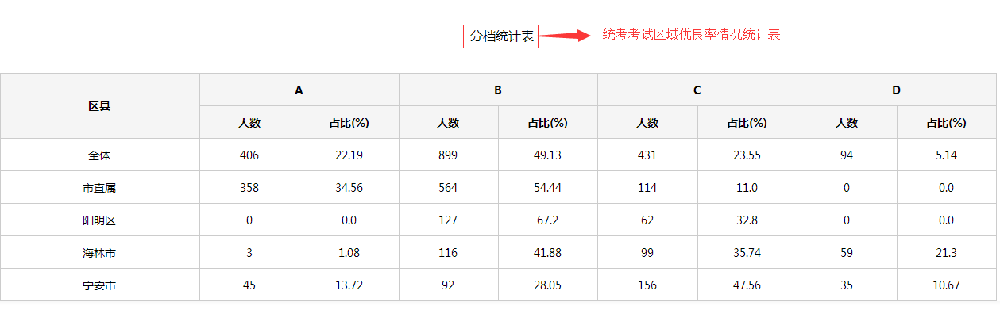 分档统计表 统考考试区域优良率情况统计表
区县 A B C D
人数 占比(%) 人数 占比(%) 人数 占比(%) 人数 占比(%)
全体 406 22.19 899 49.13 431 23.55 94 5.14
市直属 358 34.56 564 54.44 114 11.0 0 0.0
阳明区 0 0.0 127 67.2 62 32.8 0 0.0
海林市 3 1.08 116 41.88 99 35.74 59 21.3
宁安市 45 13.72 92 28.05 156 47.56 35 10.67